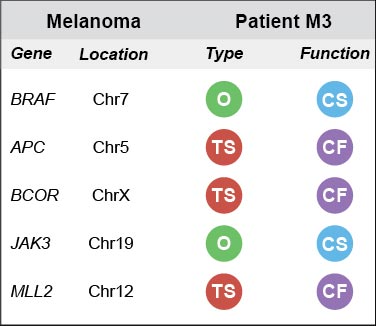 Melanoma Patient M3
Gene Location Type Function
BRAF Chr7 O CS
APC Chr5 TS CF
BCOR ChrX TS CF
JAK3 Chr19 O CS
MLL2 Chr12 TS CF